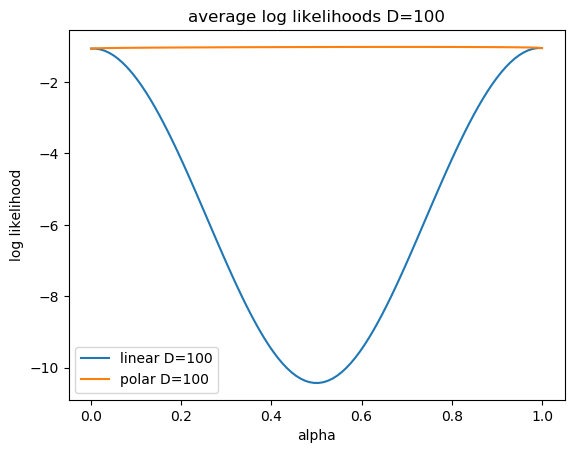 average log likelihoods D=100
log likelihood
−2
−4
−6
−8
−10
linear D=100
polar D=100
0.0 0.2 0.4 0.6 0.8 1.0
alpha